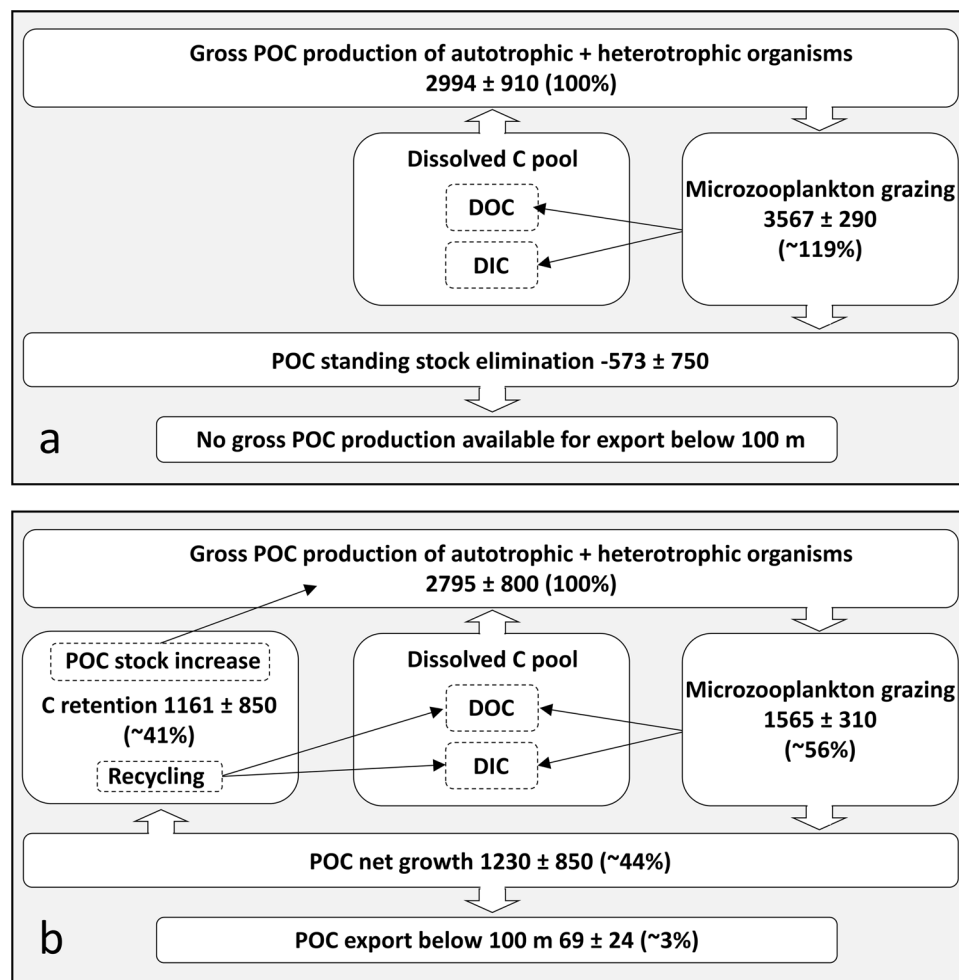 Gross POC production of autotrophic + heterotrophic organisms
2994 ± 910 (100%)
Dissolved C pool
DOC
DIC
Microzooplankton grazing
3567 ± 290
(~119%)
POC standing stock elimination -573 ± 750
No gross POC production available for export below 100 m
a
Gross POC production of autotrophic + heterotrophic organisms
2795 ± 800 (100%)
POC stock increase
C retention 1161 ± 850
(~41%)
Recycling
Dissolved C pool
DOC
DIC
Microzooplankton grazing
1565 ± 310
(~56%)
POC net growth 1230 ± 850 (~44%)
POC export below 100 m 69 ± 24 (~3%)
b